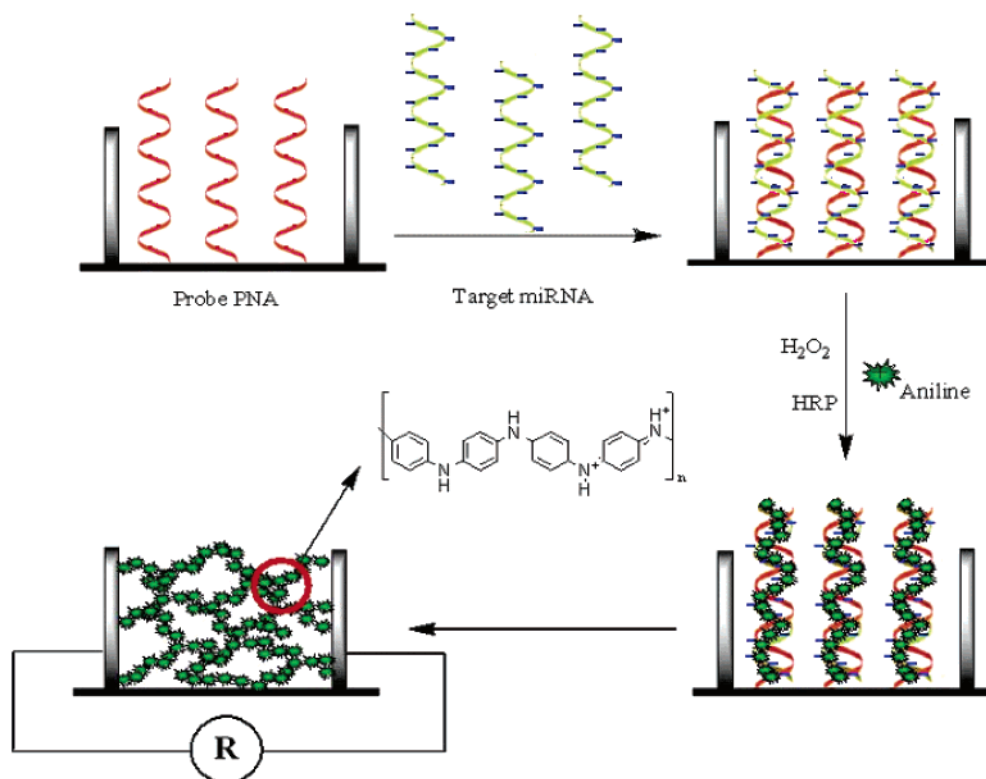 Probe PNA
Target miRNA
H₂O₂
HRP
Aniline
H
N
H⁺
N
N
H
N⁺
H
n
R